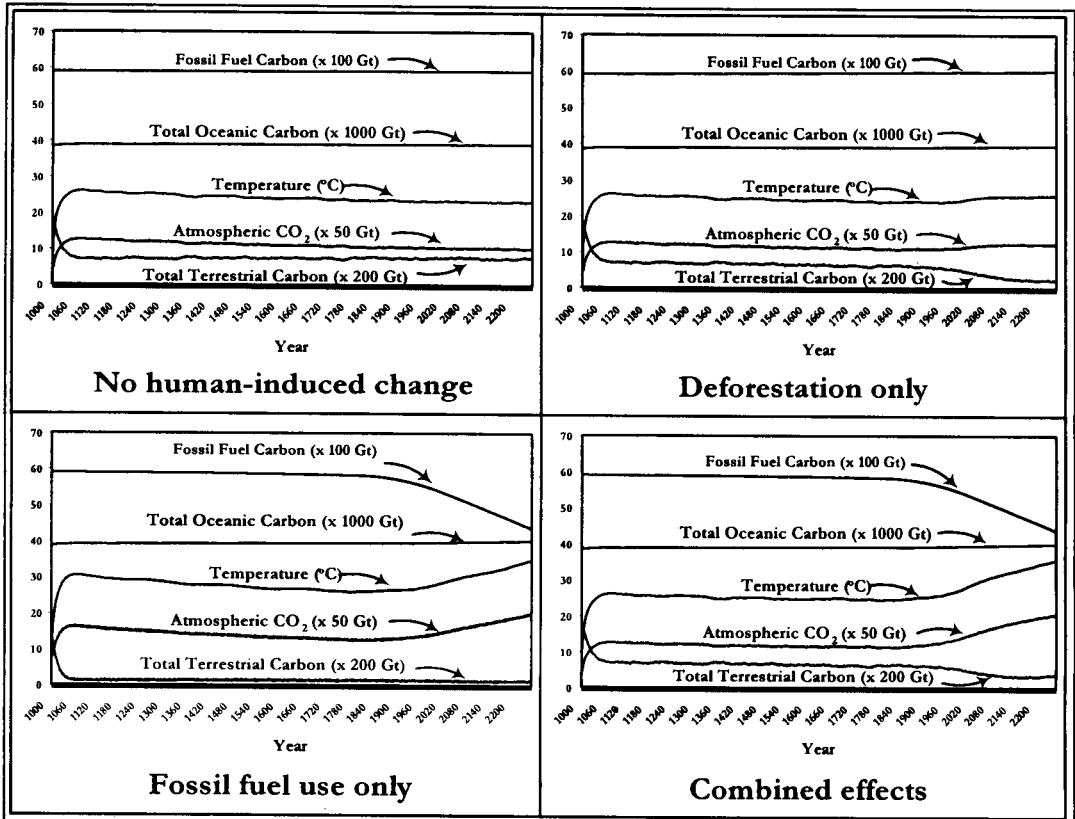 70
60
50
40
30
20
10
0
Fossil Fuel Carbon (x 100 Gt)
Total Oceanic Carbon (x 1000 Gt)
Temperature (ºC)
Atmospheric CO2 (x 50 Gt)
Total Terrestrial Carbon (x 200 Gt)
1000 1060 1120 1180 1240 1300 1360 1420 1480 1540 1600 1660 1720 1780 1840 1900 1960 2020 2080 2140 2200
Year
No human-induced change
70
60
50
40
30
20
10
0
Fossil Fuel Carbon (x 100 Gt)
Total Oceanic Carbon (x 1000 Gt)
Temperature (ºC)
Atmospheric CO2 (x 50 Gt)
Total Terrestrial Carbon (x 200 Gt)
1000 1060 1120 1180 1240 1300 1360 1420 1480 1540 1600 1660 1720 1780 1840 1900 1960 2020 2080 2140 2200
Year
Deforestation only
70
60
50
40
30
20
10
0
Fossil Fuel Carbon (x 100 Gt)
Total Oceanic Carbon (x 1000 Gt)
Temperature (ºC)
Atmospheric CO2 (x 50 Gt)
Total Terrestrial Carbon (x 200 Gt)
1000 1060 1120 1180 1240 1300 1360 1420 1480 1540 1600 1660 1720 1780 1840 1900 1960 2020 2080 2140 2200
Year
Fossil fuel use only
70
60
50
40
30
20
10
0
Fossil Fuel Carbon (x 100 Gt)
Total Oceanic Carbon (x 1000 Gt)
Temperature (ºC)
Atmospheric CO2 (x 50 Gt)
Total Terrestrial Carbon (x 200 Gt)
1000 1060 1120 1180 1240 1300 1360 1420 1480 1540 1600 1660 1720 1780 1840 1900 1960 2020 2080 2140 2200
Year
Combined effects